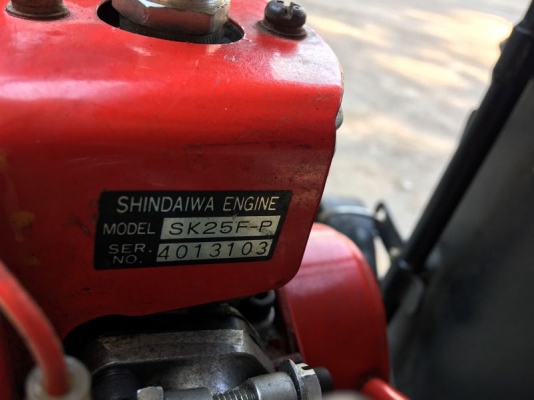 SHINDAIWA ENGINE
MODEL SK25F-P
SER. NO. 4013103